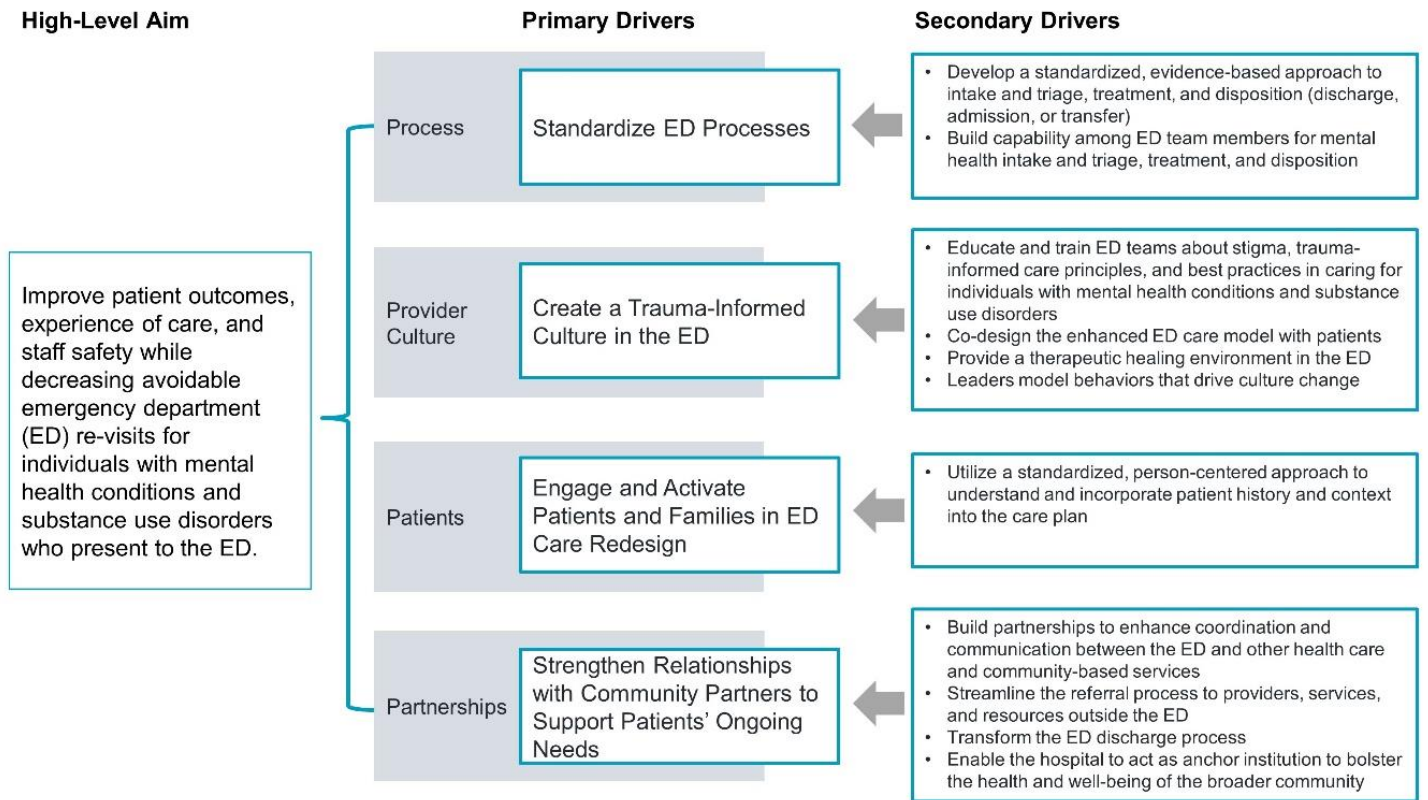 High-Level Aim
Primary Drivers
Secondary Drivers
Improve patient outcomes,
experience of care, and
staff safety while
decreasing avoidable
emergency department
(ED) re-visits for
individuals with mental
health conditions and
substance use disorders
who present to the ED.
Process
Standardize ED Processes
• Develop a standardized, evidence-based approach to
intake and triage, treatment, and disposition (discharge,
admission, or transfer)
• Build capability among ED team members for mental
health intake and triage, treatment, and disposition
Provider
Culture
Create a Trauma-Informed
Culture in the ED
• Educate and train ED teams about stigma, trauma-
informed care principles, and best practices in caring for
individuals with mental health conditions and substance
use disorders
• Co-design the enhanced ED care model with patients
• Provide a therapeutic healing environment in the ED
• Leaders model behaviors that drive culture change
Patients
Engage and Activate
Patients and Families in ED
Care Redesign
• Utilize a standardized, person-centered approach to
understand and incorporate patient history and context
into the care plan
Partnerships
Strengthen Relationships
with Community Partners to
Support Patients’ Ongoing
Needs
• Build partnerships to enhance coordination and
communication between the ED and other health care
and community-based services
• Streamline the referral process to providers, services,
and resources outside the ED
• Transform the ED discharge process
• Enable the hospital to act as anchor institution to bolster
the health and well-being of the broader community